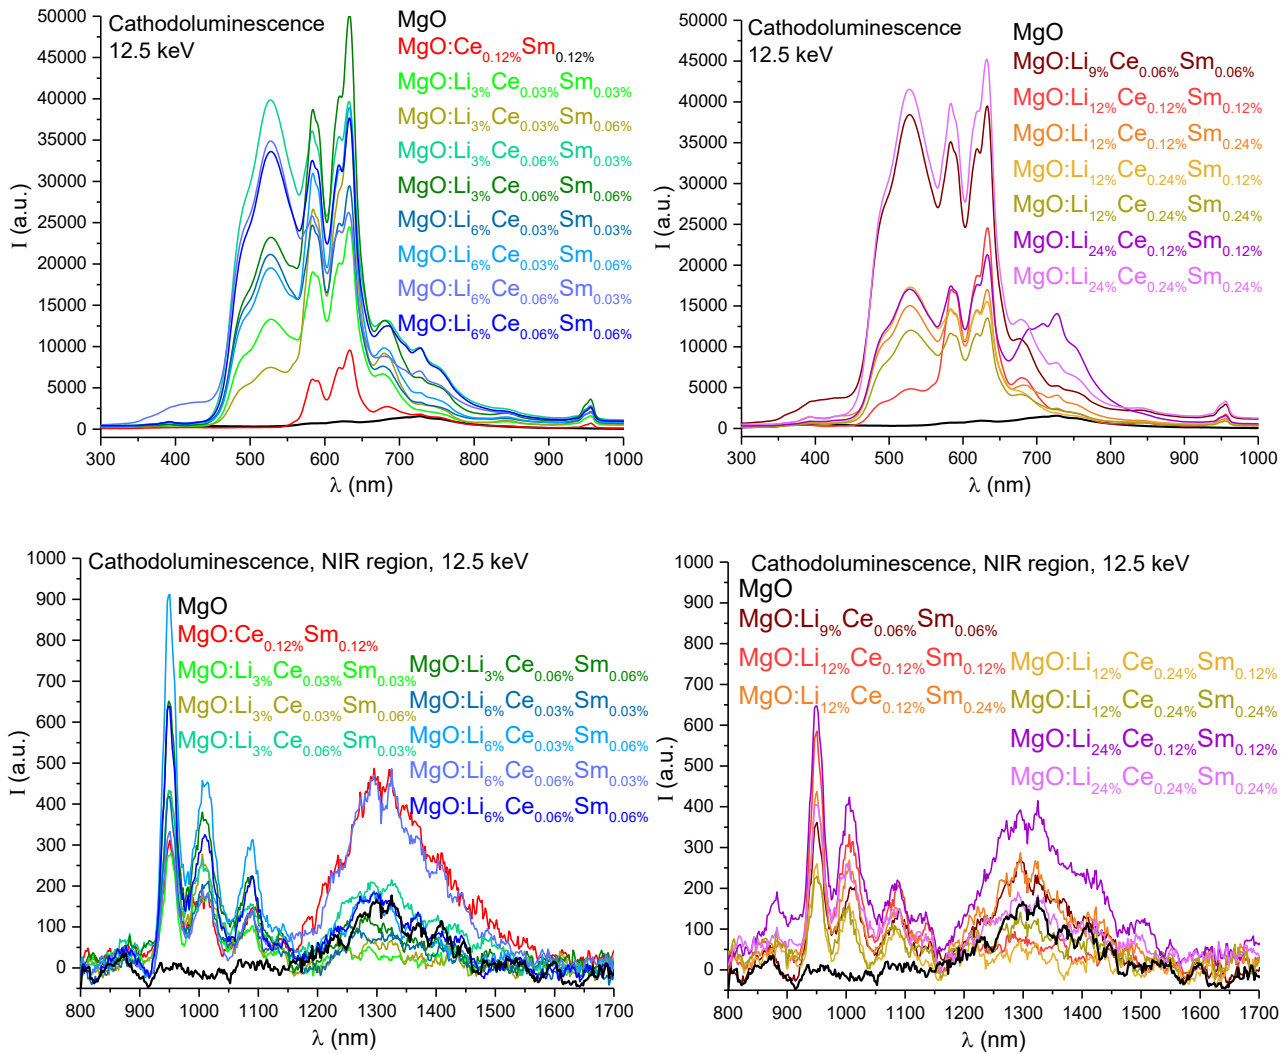 Cathodoluminescence
12.5 keV
MgO
MgO:Ce0.12%Sm0.12%
MgO:Li3%Ce0.03%Sm0.03%
MgO:Li3%Ce0.03%Sm0.06%
MgO:Li3%Ce0.06%Sm0.03%
MgO:Li3%Ce0.06%Sm0.06%
MgO:Li6%Ce0.03%Sm0.03%
MgO:Li6%Ce0.03%Sm0.06%
MgO:Li6%Ce0.06%Sm0.03%
MgO:Li6%Ce0.06%Sm0.06%
50000
45000
40000
35000
30000
25000
20000
15000
10000
5000
0
I (a.u.)
300 400 500 600 700 800 900 1000
λ (nm)
Cathodoluminescence
12.5 keV
MgO
MgO:Li9%Ce0.06%Sm0.06%
MgO:Li12%Ce0.12%Sm0.12%
MgO:Li12%Ce0.12%Sm0.24%
MgO:Li12%Ce0.24%Sm0.12%
MgO:Li12%Ce0.24%Sm0.24%
MgO:Li24%Ce0.12%Sm0.12%
MgO:Li24%Ce0.24%Sm0.24%
50000
45000
40000
35000
30000
25000
20000
15000
10000
5000
0
I (a.u.)
300 400 500 600 700 800 900 1000
λ (nm)
Cathodoluminescence, NIR region, 12.5 keV
MgO
MgO:Ce0.12%Sm0.12%
MgO:Li3%Ce0.03%Sm0.03%
MgO:Li3%Ce0.03%Sm0.06%
MgO:Li3%Ce0.06%Sm0.03%
MgO:Li3%Ce0.06%Sm0.06%
MgO:Li6%Ce0.03%Sm0.03%
MgO:Li6%Ce0.03%Sm0.06%
MgO:Li6%Ce0.06%Sm0.03%
MgO:Li6%Ce0.06%Sm0.06%
1000
900
800
700
600
500
400
300
200
100
0
I (a.u.)
800 900 1000 1100 1200 1300 1400 1500 1600 1700
λ (nm)
Cathodoluminescence, NIR region, 12.5 keV
MgO
MgO:Li9%Ce0.06%Sm0.06%
MgO:Li12%Ce0.12%Sm0.12%
MgO:Li12%Ce0.12%Sm0.24%
MgO:Li12%Ce0.24%Sm0.12%
MgO:Li12%Ce0.24%Sm0.24%
MgO:Li24%Ce0.12%Sm0.12%
MgO:Li24%Ce0.24%Sm0.24%
1000
900
800
700
600
500
400
300
200
100
0
I (a.u.)
800 900 1000 1100 1200 1300 1400 1500 1600 1700
λ (nm)